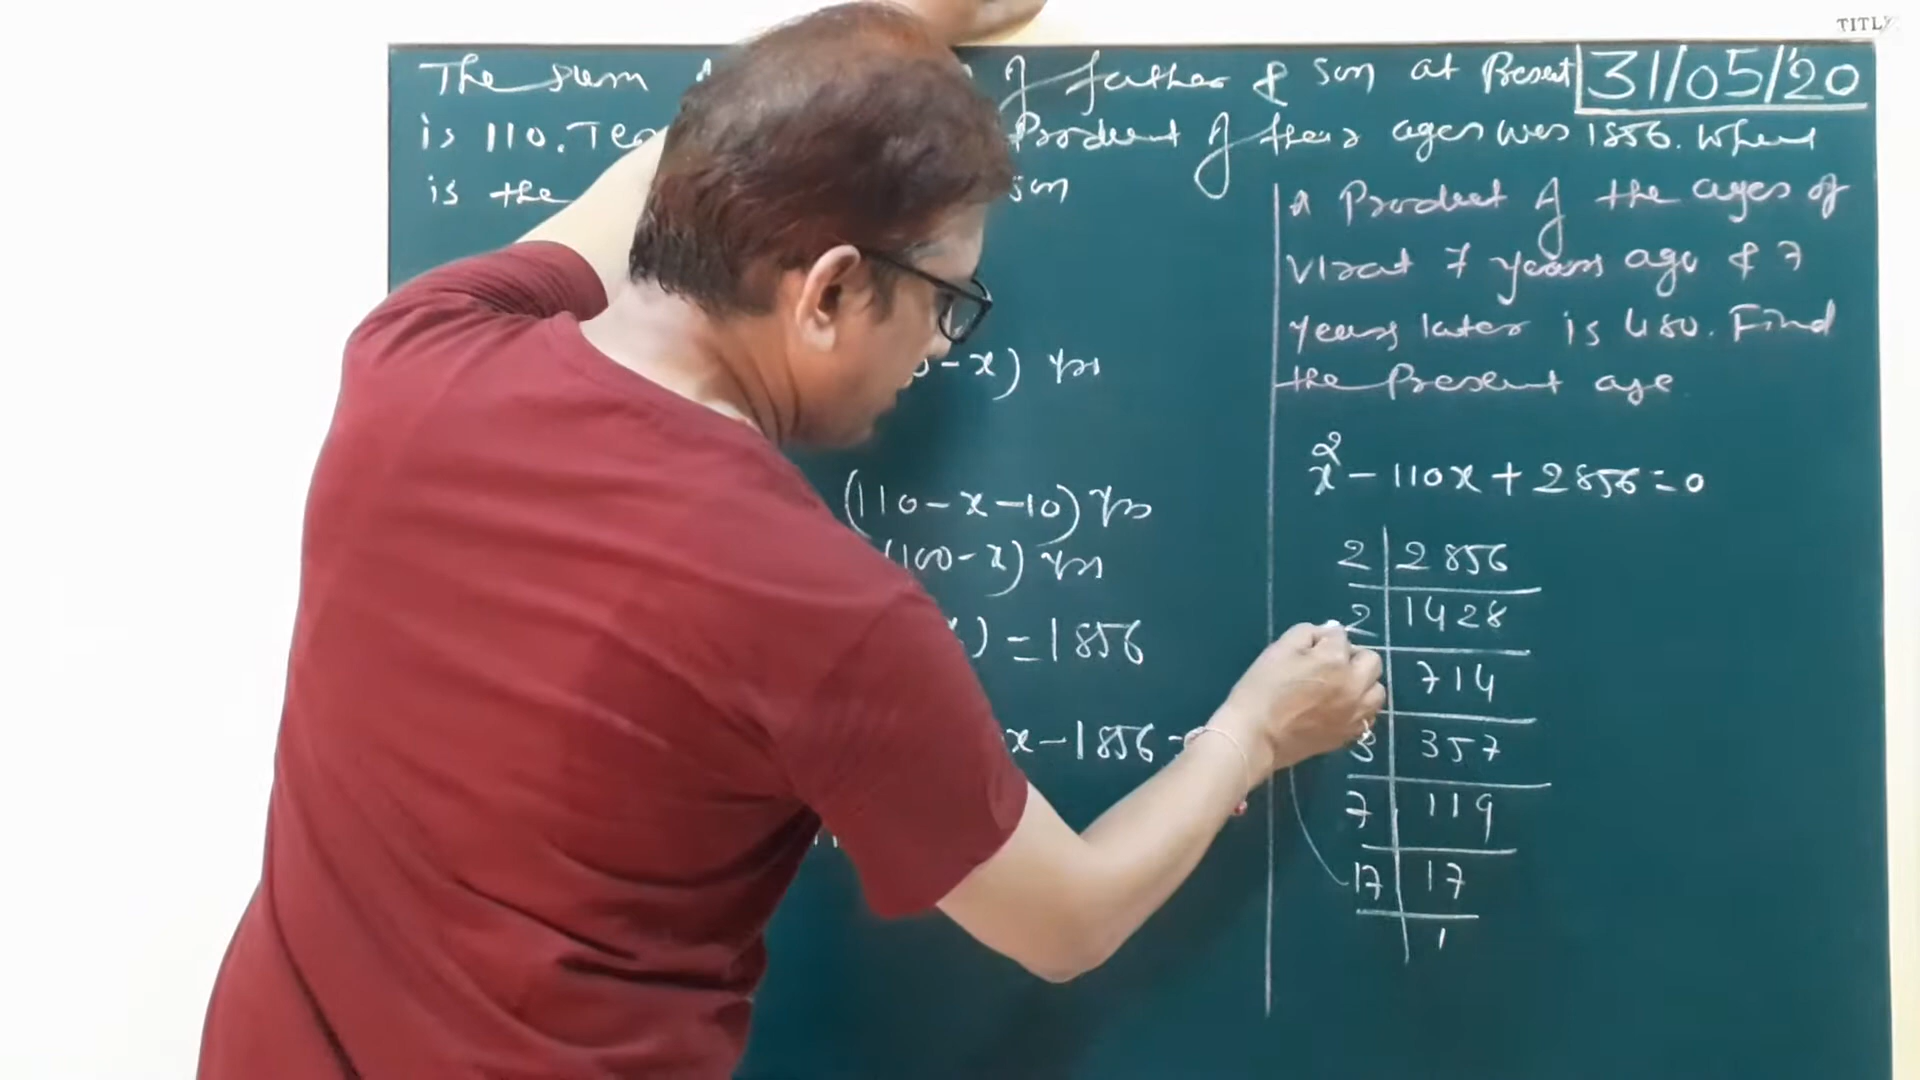 TITL
The sum of father & son at Present 31/05/'20
is 110. Product of their ages was 1856. What
is the son
Product of the ages of
Virat 7 years ago & 7
years later is 480. Find
the Present age
-x) yrs
x² - 110x + 2856 = 0
(110-x-10) yrs
(100-x) yrs
) = 1856
x - 1856 =
2 2856
2 1428
714
3 357
7 119
17 17
1